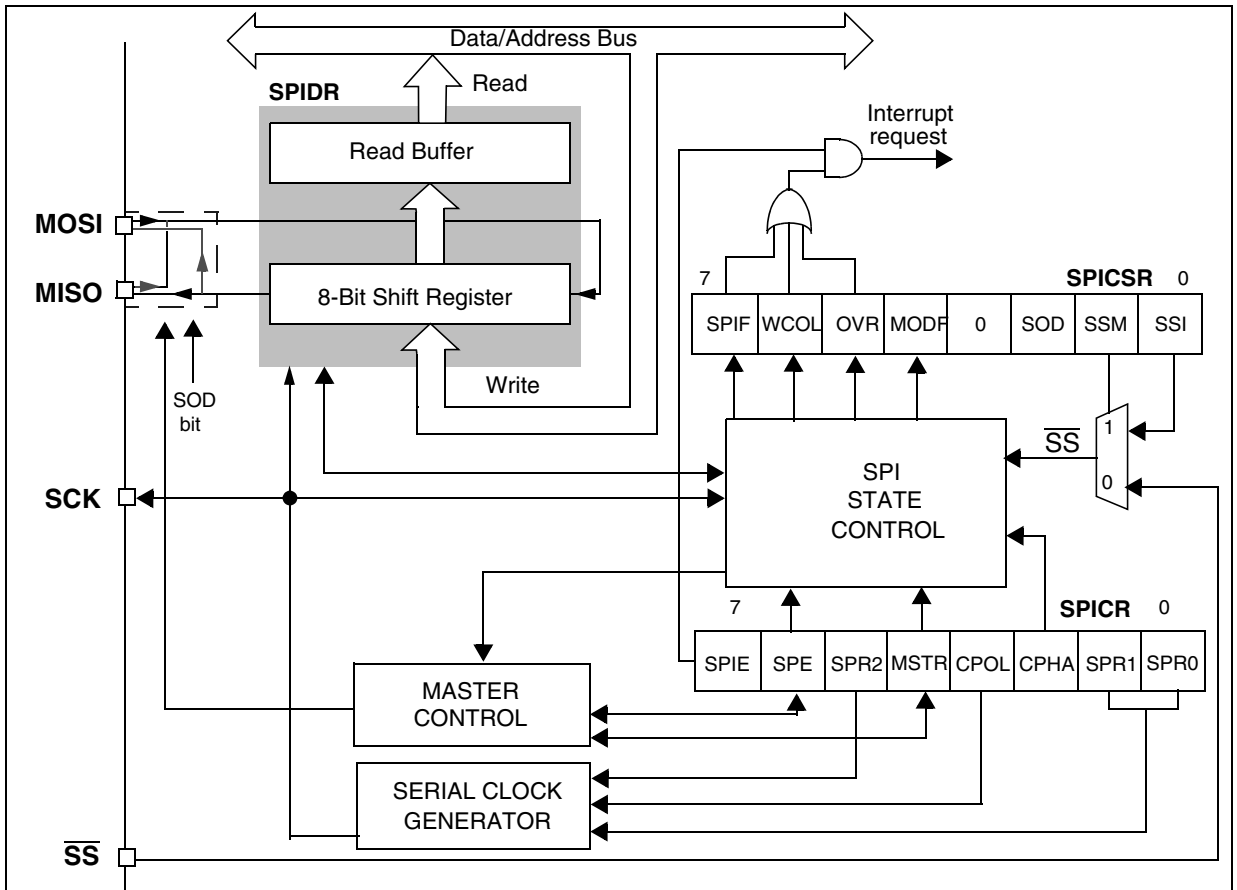 Data/Address Bus
SPIDR
Read
Read Buffer
Interrupt
request
MOSI
MISO
8-Bit Shift Register
Write
SOD
bit
7
SPICSR
0
SPIF
WCOL
OVR
MODF
0
SOD
SSM
SSI
1
SS
0
SCK
SPI
STATE
CONTROL
7
SPICR
0
SPIE
SPE
SPR2
MSTR
CPOL
CPHA
SPR1
SPR0
MASTER
CONTROL
SERIAL CLOCK
GENERATOR
SS